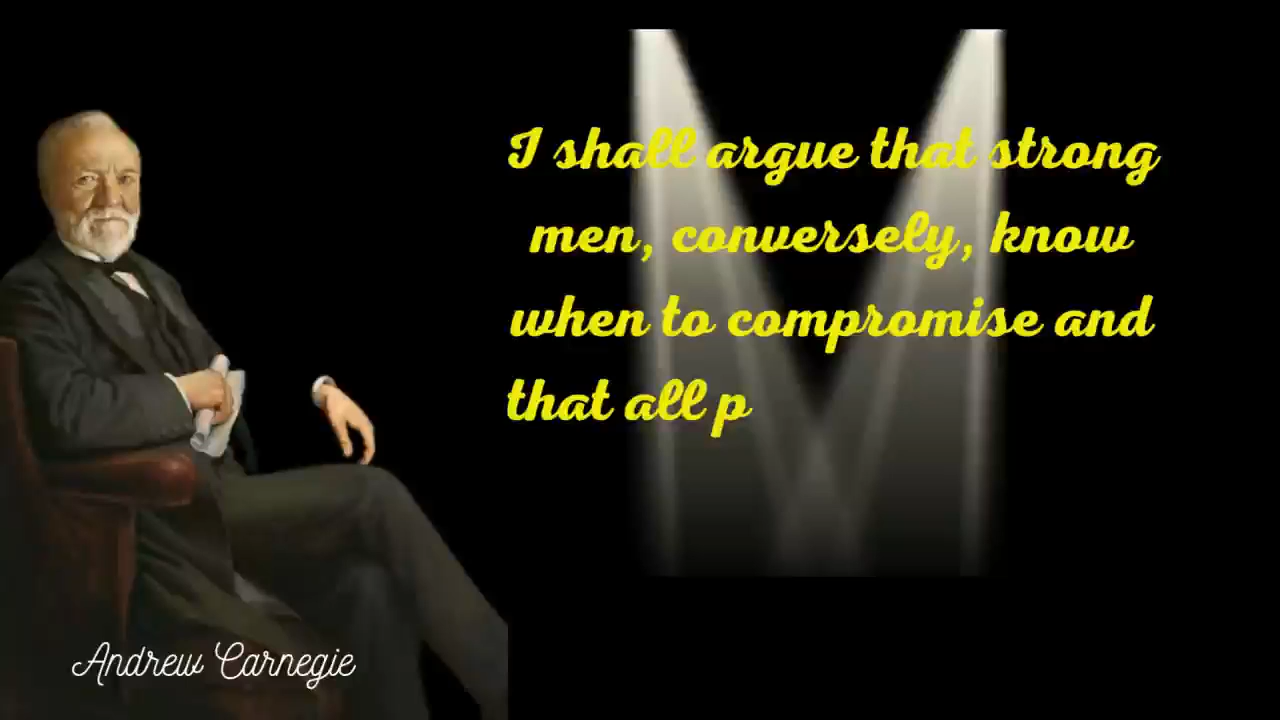 I shall argue that strong
men, conversely, know
when to compromise and
that all p
Andrew Carnegie